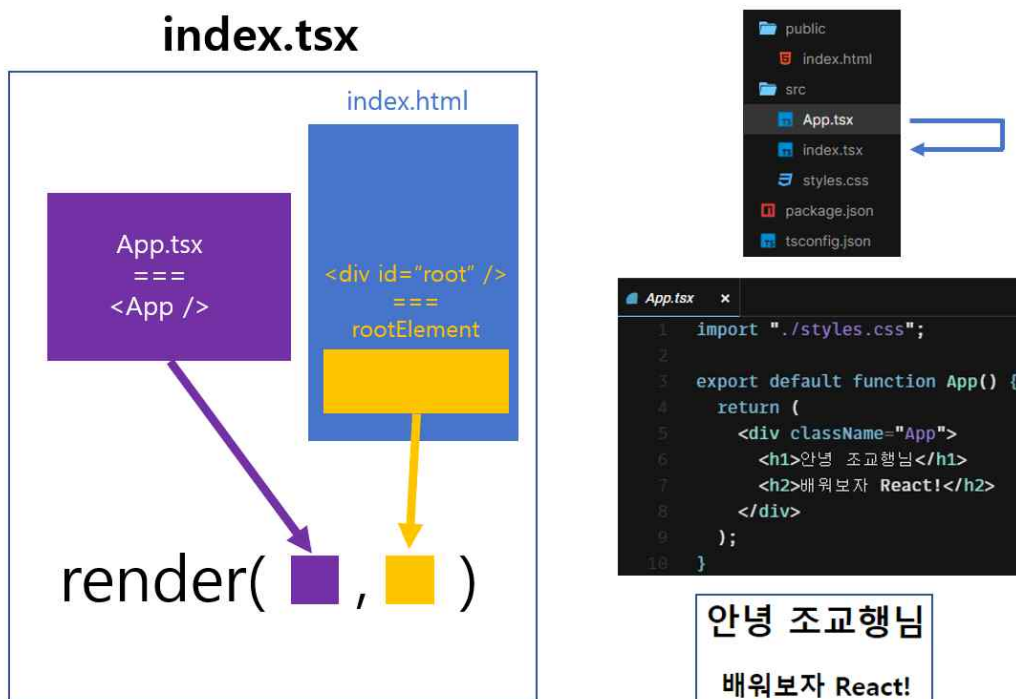 index.tsx
index.html
App.tsx
===
<App />
<div id="root" />
===
rootElement
render( , )
public
index.html
src
App.tsx
index.tsx
styles.css
package.json
tsconfig.json
App.tsx ×
1 import "./styles.css";
2
3 export default function App() {
4 return (
5 <div className="App">
6 <h1>안녕 조교행님</h1>
7 <h2>배워보자 React!</h2>
8 </div>
9 );
10 }
안녕 조교행님
배워보자 React!